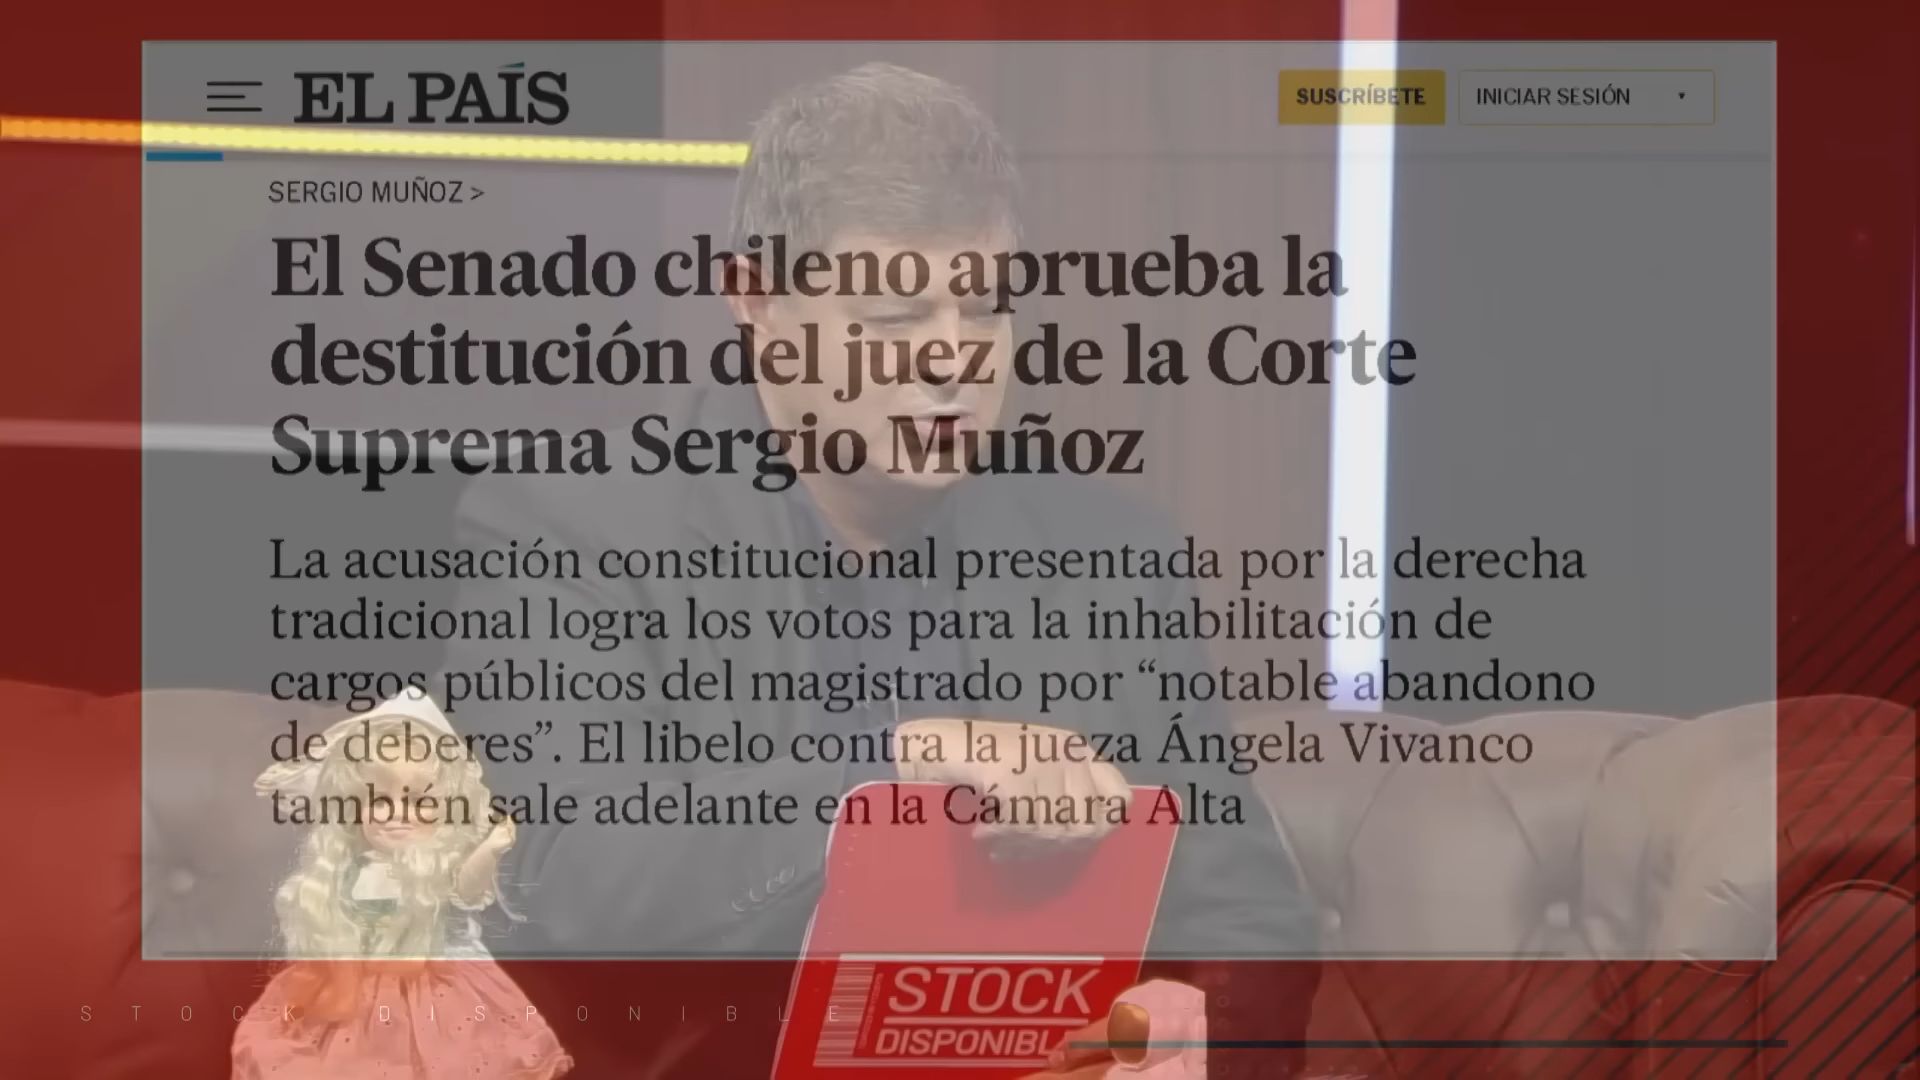 EL PAÍS
SUSCRÍBETE
INICIAR SESIÓN
SERGIO MUÑOZ >
El Senado chileno aprueba la
destitución del juez de la Corte
Suprema Sergio Muñoz
La acusación constitucional presentada por la derecha
tradicional logra los votos para la inhabilitación de
cargos públicos del magistrado por “notable abandono
de deberes”. El libelo contra la jueza Ángela Vivanco
también sale adelante en la Cámara Alta
STOCK
DISPONIBL
STOCK DISPONIBLE